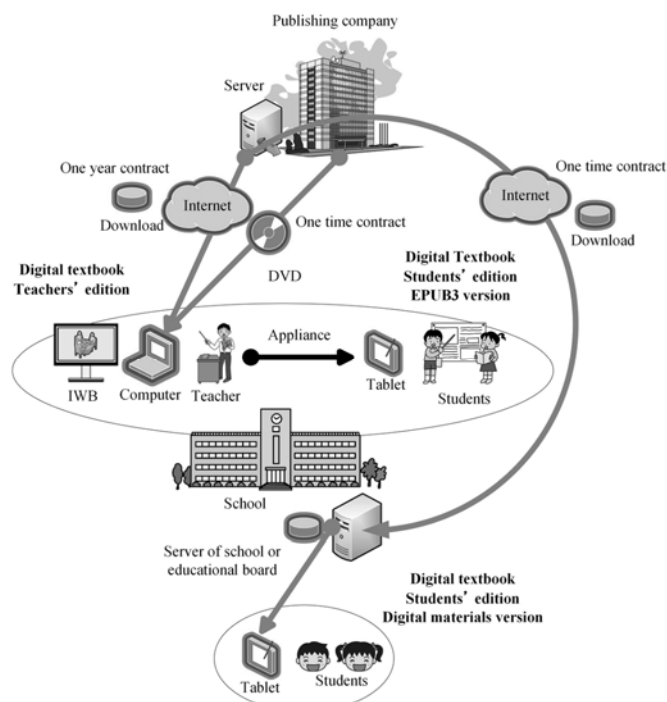 Publishing company
Server
One year contract
Internet
Download
One time contract
DVD
One time contract
Internet
Download
Digital textbook
Teachers’ edition
Digital Textbook
Students’ edition
EPUB3 version
IWB
Computer
Teacher
Appliance
Tablet
Students
School
Server of school or
educational board
Digital textbook
Students’ edition
Digital materials version
Tablet
Students